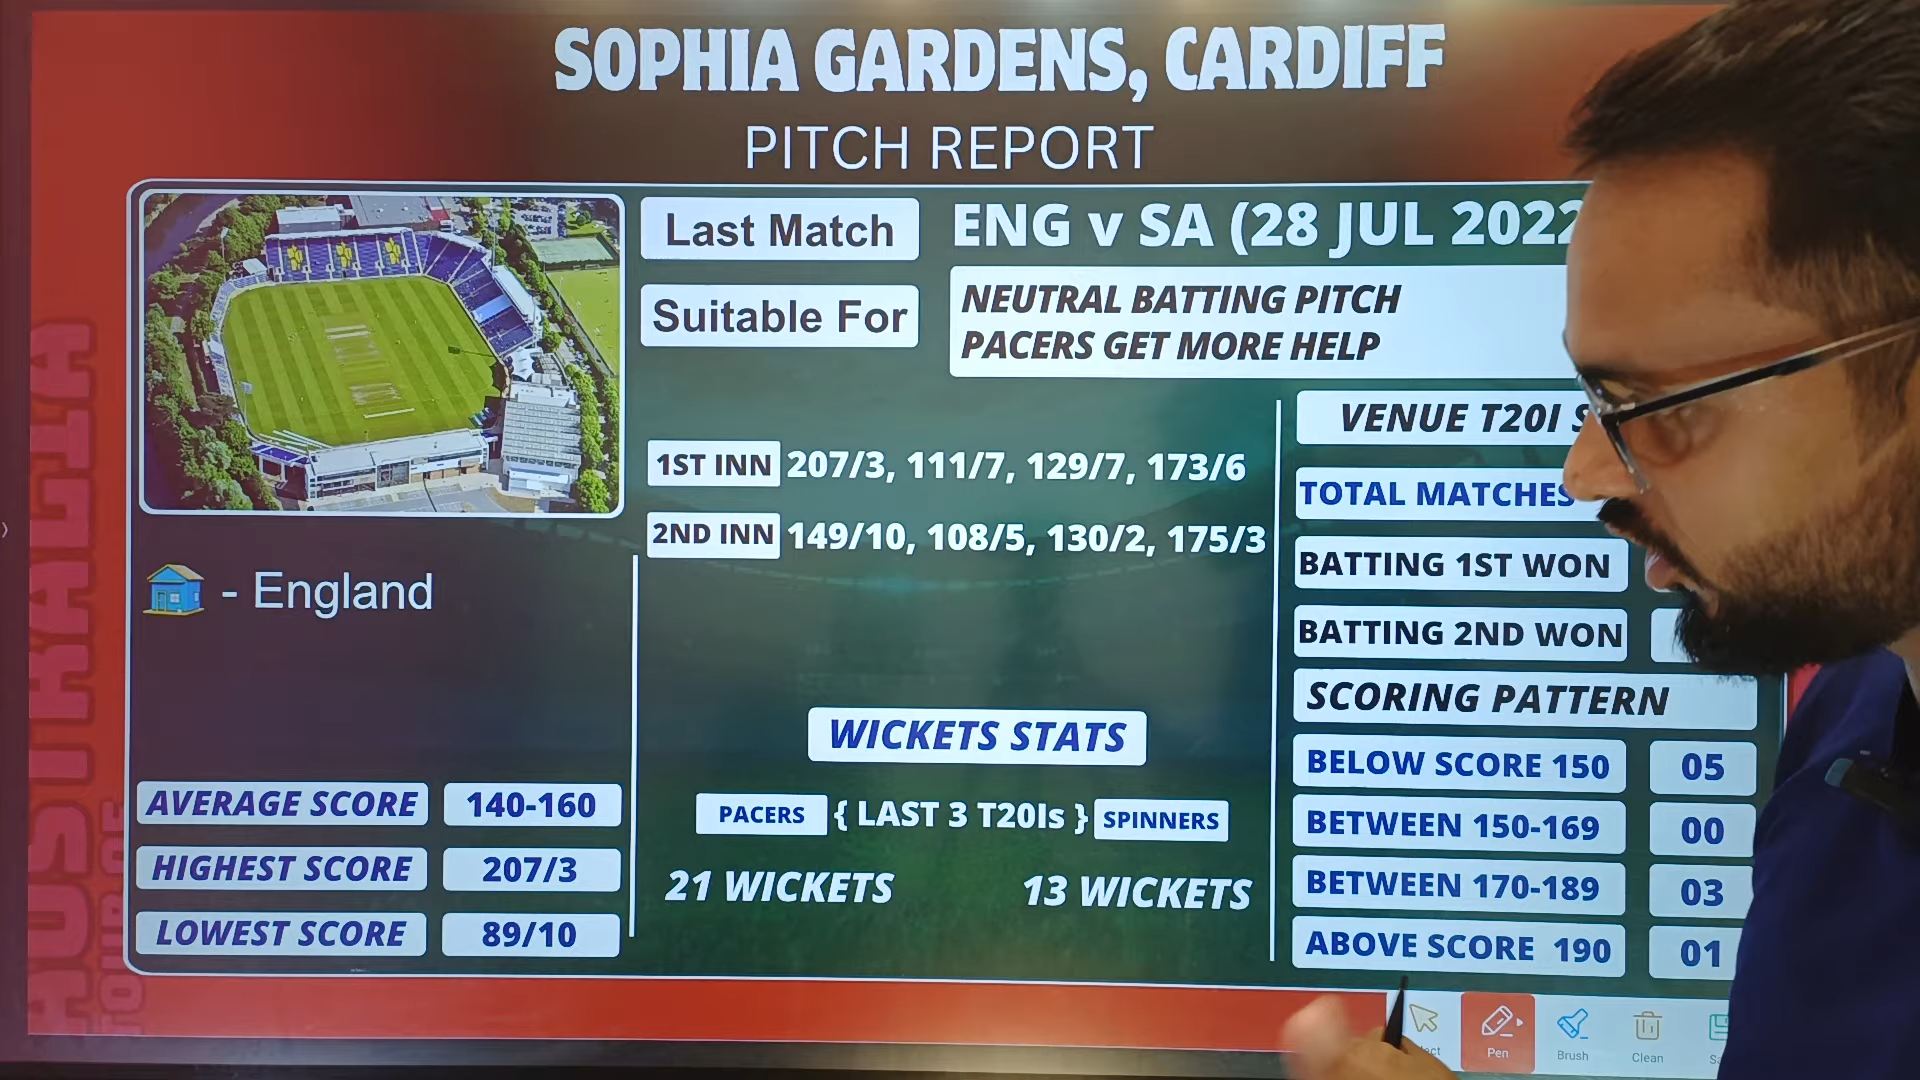 SOPHIA GARDENS, CARDIFF
PITCH REPORT
Last Match
ENG v SA (28 JUL 2022
Suitable For
NEUTRAL BATTING PITCH
PACERS GET MORE HELP
1ST INN
207/3, 111/7, 129/7, 173/6
2ND INN
149/10, 108/5, 130/2, 175/3
- England
AVERAGE SCORE
140-160
HIGHEST SCORE
207/3
LOWEST SCORE
89/10
WICKETS STATS
PACERS
{ LAST 3 T20Is }
SPINNERS
21 WICKETS
13 WICKETS
VENUE T20I S
TOTAL MATCHES
BATTING 1ST WON
BATTING 2ND WON
SCORING PATTERN
BELOW SCORE 150
05
BETWEEN 150-169
00
BETWEEN 170-189
03
ABOVE SCORE 190
01
AUSTRALIA
TOUR OF
Pen
Brush
Clean